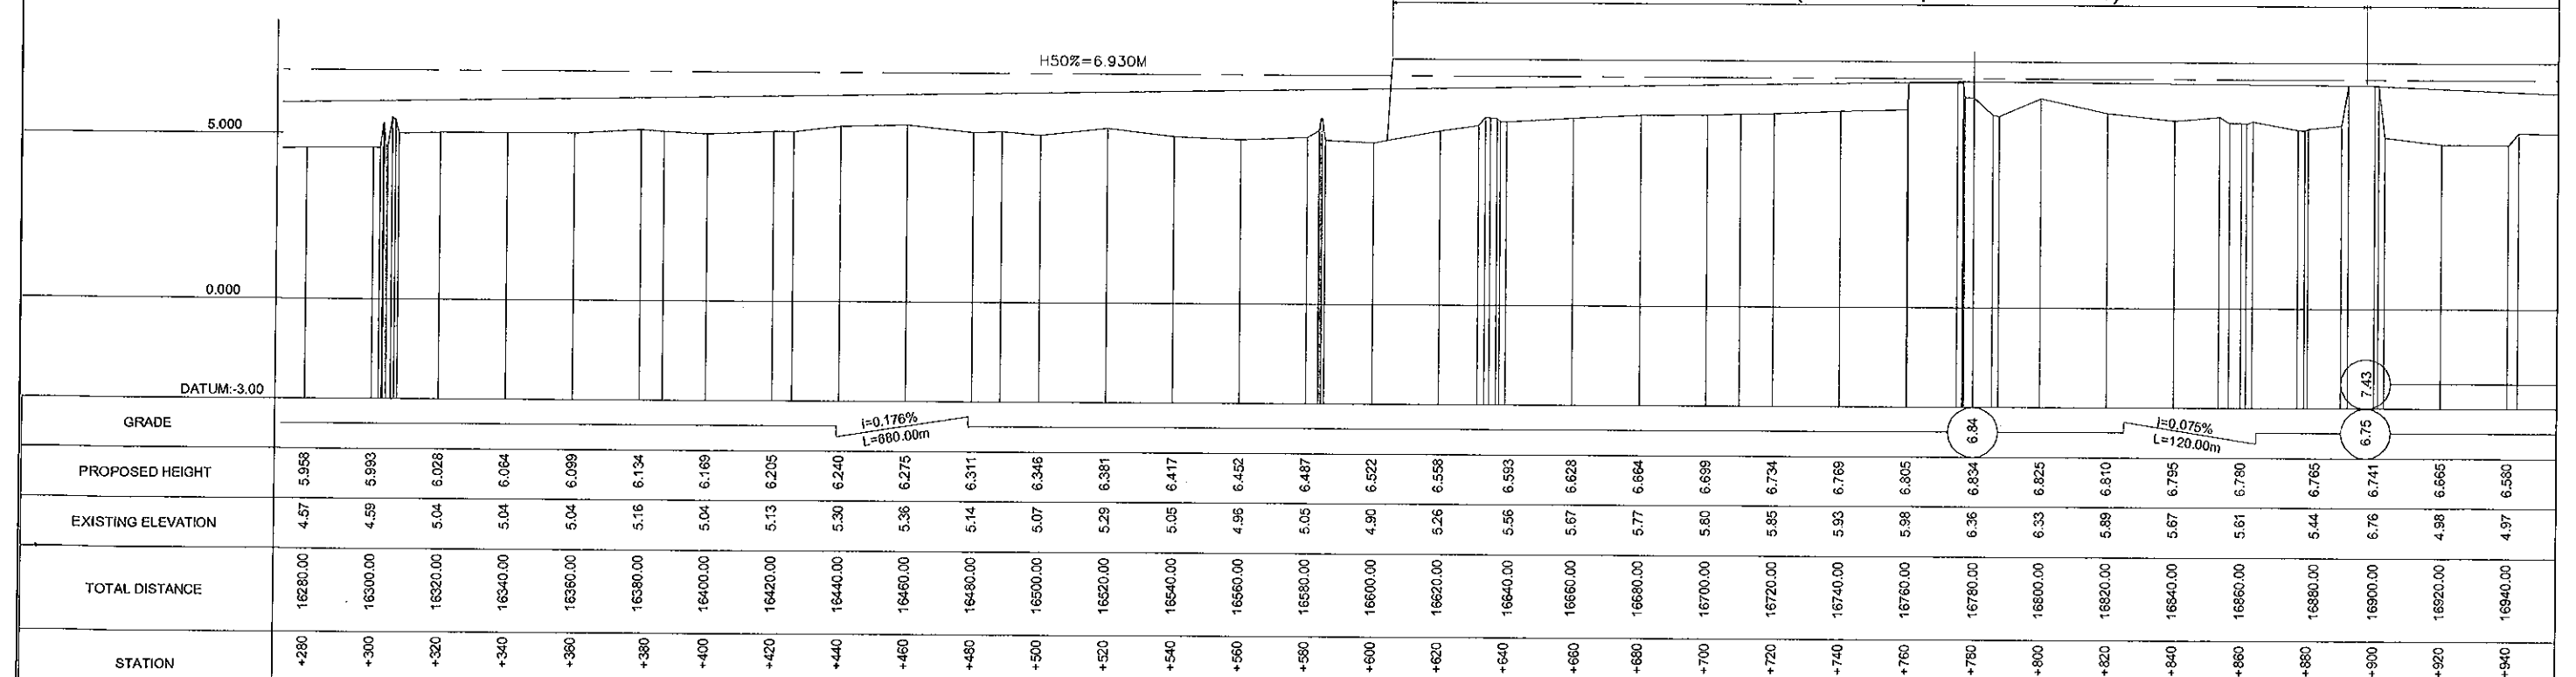 H50%=6.930M
5.000
0.000
DATUM:-3.00
7.43
GRADE
i=0.176%
L=680.00m
6.84
i=0.075%
L=120.00m
6.75
PROPOSED HEIGHT 5.958 5.993 6.028 6.064 6.099 6.134 6.169 6.205 6.240 6.275 6.311 6.346 6.381 6.417 6.452 6.487 6.522 6.558 6.593 6.628 6.664 6.699 6.734 6.769 6.805 6.834 6.825 6.810 6.795 6.780 6.765 6.741 6.665 6.580
EXISTING ELEVATION 4.57 4.59 5.04 5.04 5.04 5.16 5.04 5.13 5.30 5.36 5.14 5.07 5.29 5.05 4.96 5.05 4.90 5.26 5.56 5.67 5.77 5.80 5.85 5.93 5.98 6.36 6.33 5.89 5.67 5.61 5.44 6.76 4.98 4.97
TOTAL DISTANCE 16280.00 16300.00 16320.00 16340.00 16360.00 16380.00 16400.00 16420.00 16440.00 16460.00 16480.00 16500.00 16520.00 16540.00 16560.00 16580.00 16600.00 16620.00 16640.00 16660.00 16680.00 16700.00 16720.00 16740.00 16760.00 16780.00 16800.00 16820.00 16840.00 16860.00 16880.00 16900.00 16920.00 16940.00
STATION +280 +300 +320 +340 +360 +380 +400 +420 +440 +460 +480 +500 +520 +540 +560 +580 +600 +620 +640 +660 +680 +700 +720 +740 +760 +780 +800 +820 +840 +860 +880 +900 +920 +940